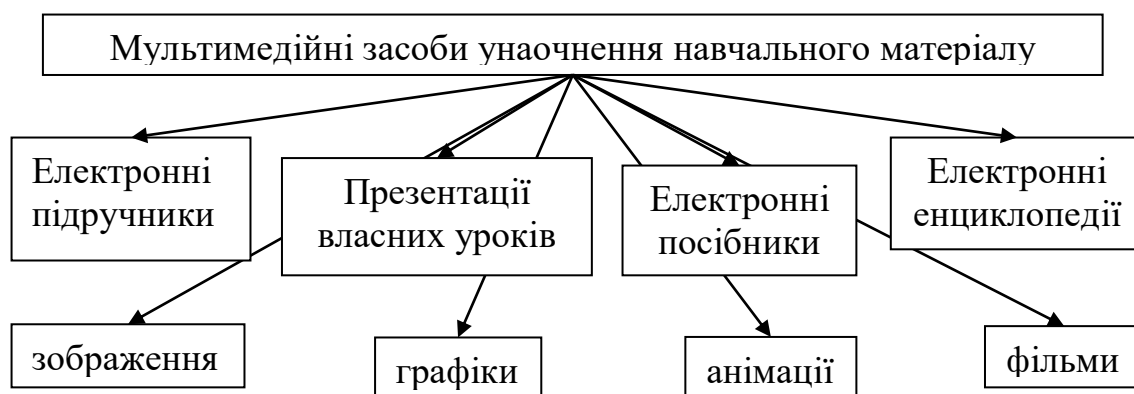 Мультимедійні засоби унаочнення навчального матеріалу
Електронні
підручники
Презентації
власних уроків
Електронні
посібники
Електронні
енциклопедії
зображення
графіки
анімації
фільми